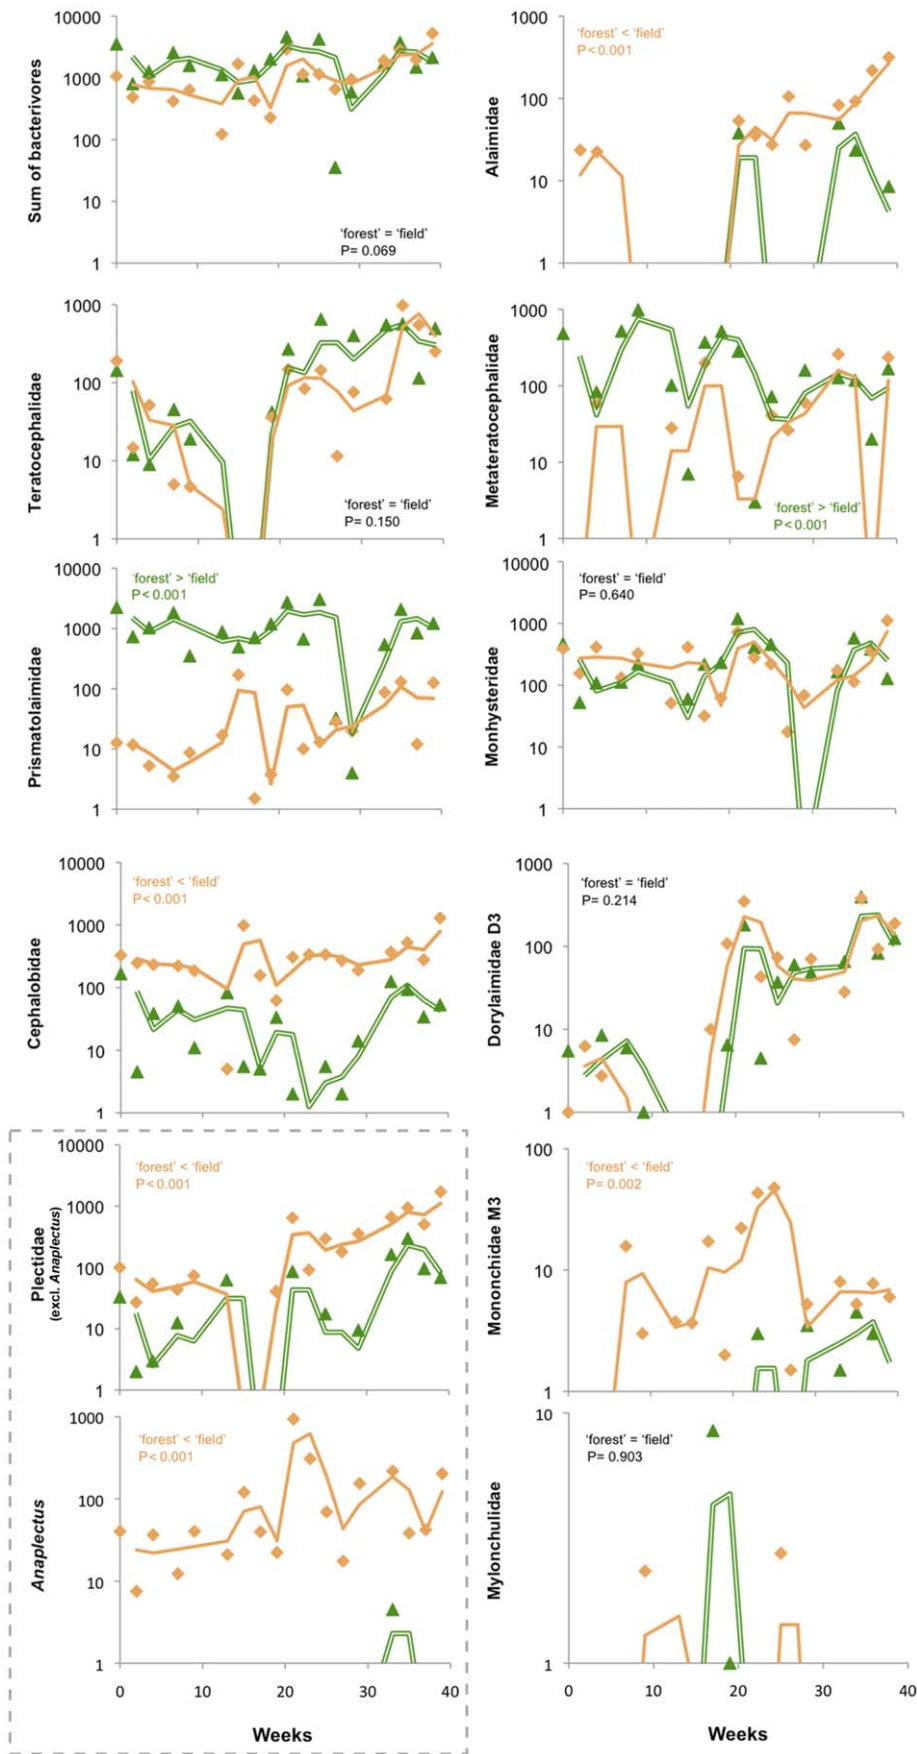 Sum of bacterivores
10000
1000
100
10
1
'forest' = 'field'
P= 0.069
Alaimidae
1000
100
10
1
'forest' < 'field'
P<0.001
Teratocephalidae
1000
100
10
1
'forest' = 'field'
P= 0.150
Metateratocephalidae
1000
100
10
1
'forest' > 'field'
P<0.001
Prismatolaimidae
10000
1000
100
10
1
'forest' > 'field'
P<0.001
Monhysteridae
10000
1000
100
10
1
'forest' = 'field'
P= 0.640
Cephalobidae
10000
1000
100
10
1
'forest' < 'field'
P<0.001
Dorylaimidae D3
1000
100
10
1
'forest' = 'field'
P= 0.214
Plectidae
(excl. Anaplectus)
10000
1000
100
10
1
'forest' < 'field'
P<0.001
Mononchidae M3
100
10
1
'forest' < 'field'
P= 0.002
Anaplectus
1000
100
10
1
'forest' < 'field'
P<0.001
0 10 20 30 40
Weeks
Mylonchulidae
10
1
'forest' = 'field'
P= 0.903
0 10 20 30 40
Weeks